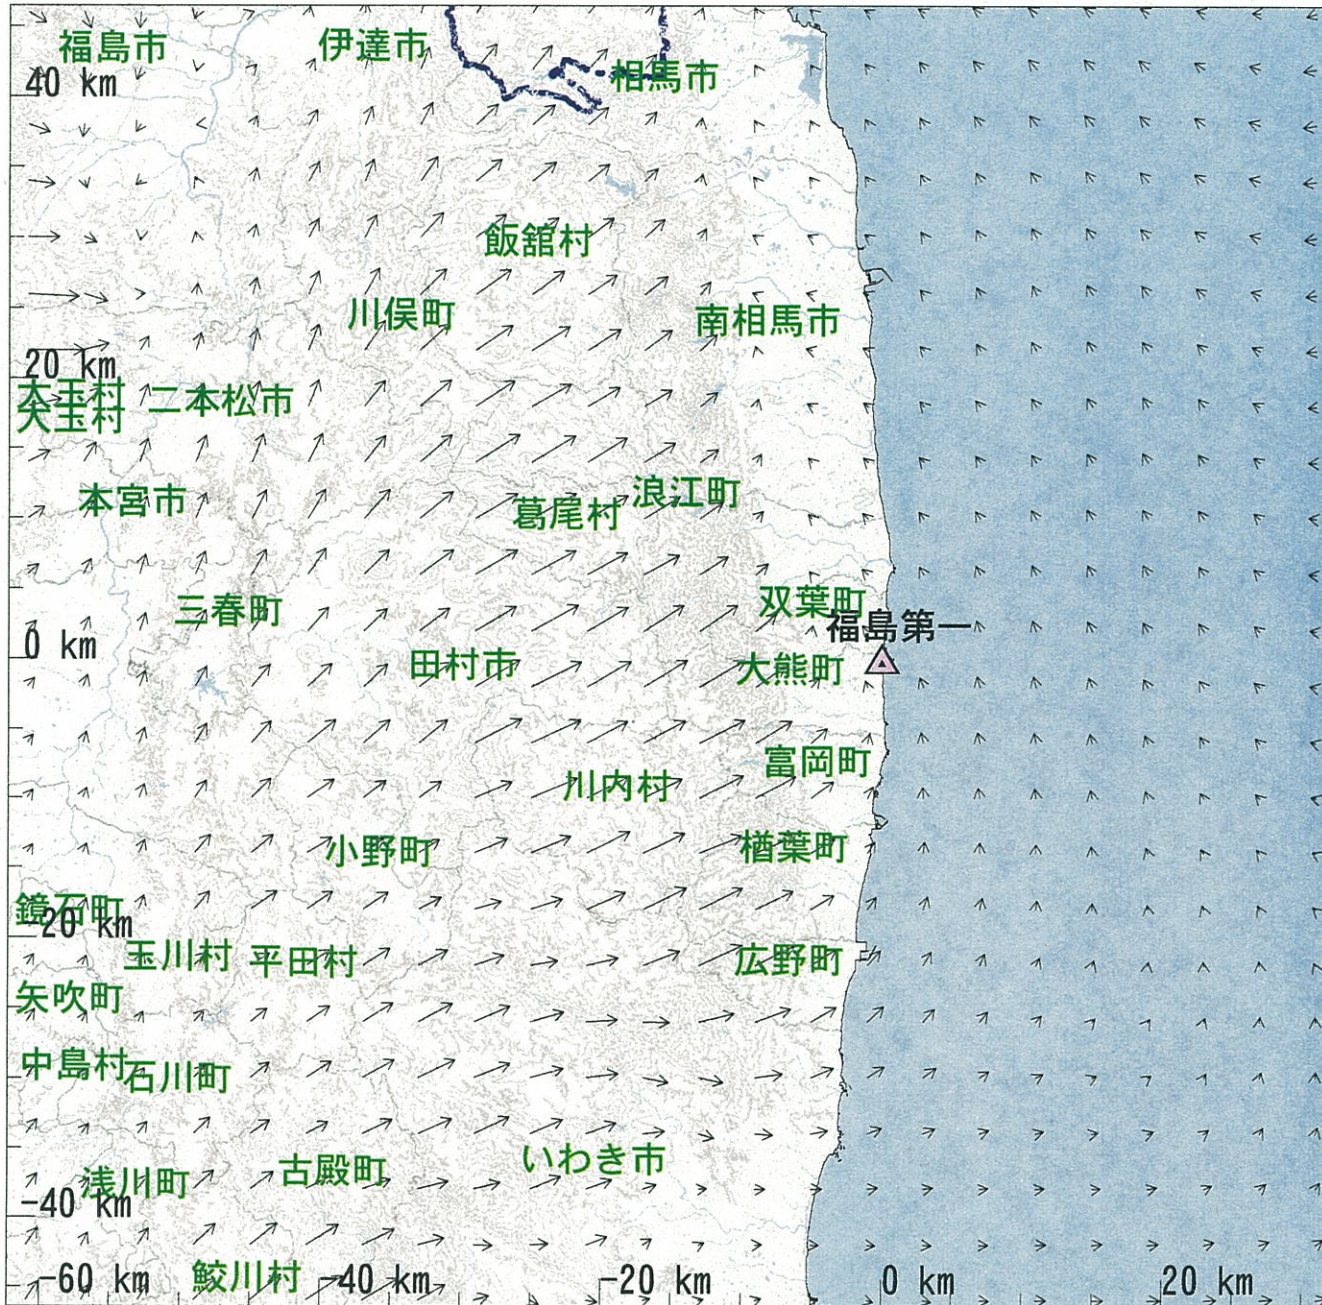 福島市
伊達市
相馬市
40 km
飯舘村
川俣町
南相馬市
20 km
大玉村
大玉村
二本松市
本宮市
葛尾村
浪江町
三春町
双葉町
福島第一
0 km
田村市
大熊町
富岡町
川内村
小野町
楢葉町
鏡石町
-20 km
玉川村
平田村
広野町
矢吹町
中島村
石川町
いわき市
浅川町
古殿町
-40 km
鮫川村
-60 km
-40 km
-20 km
0 km
20 km